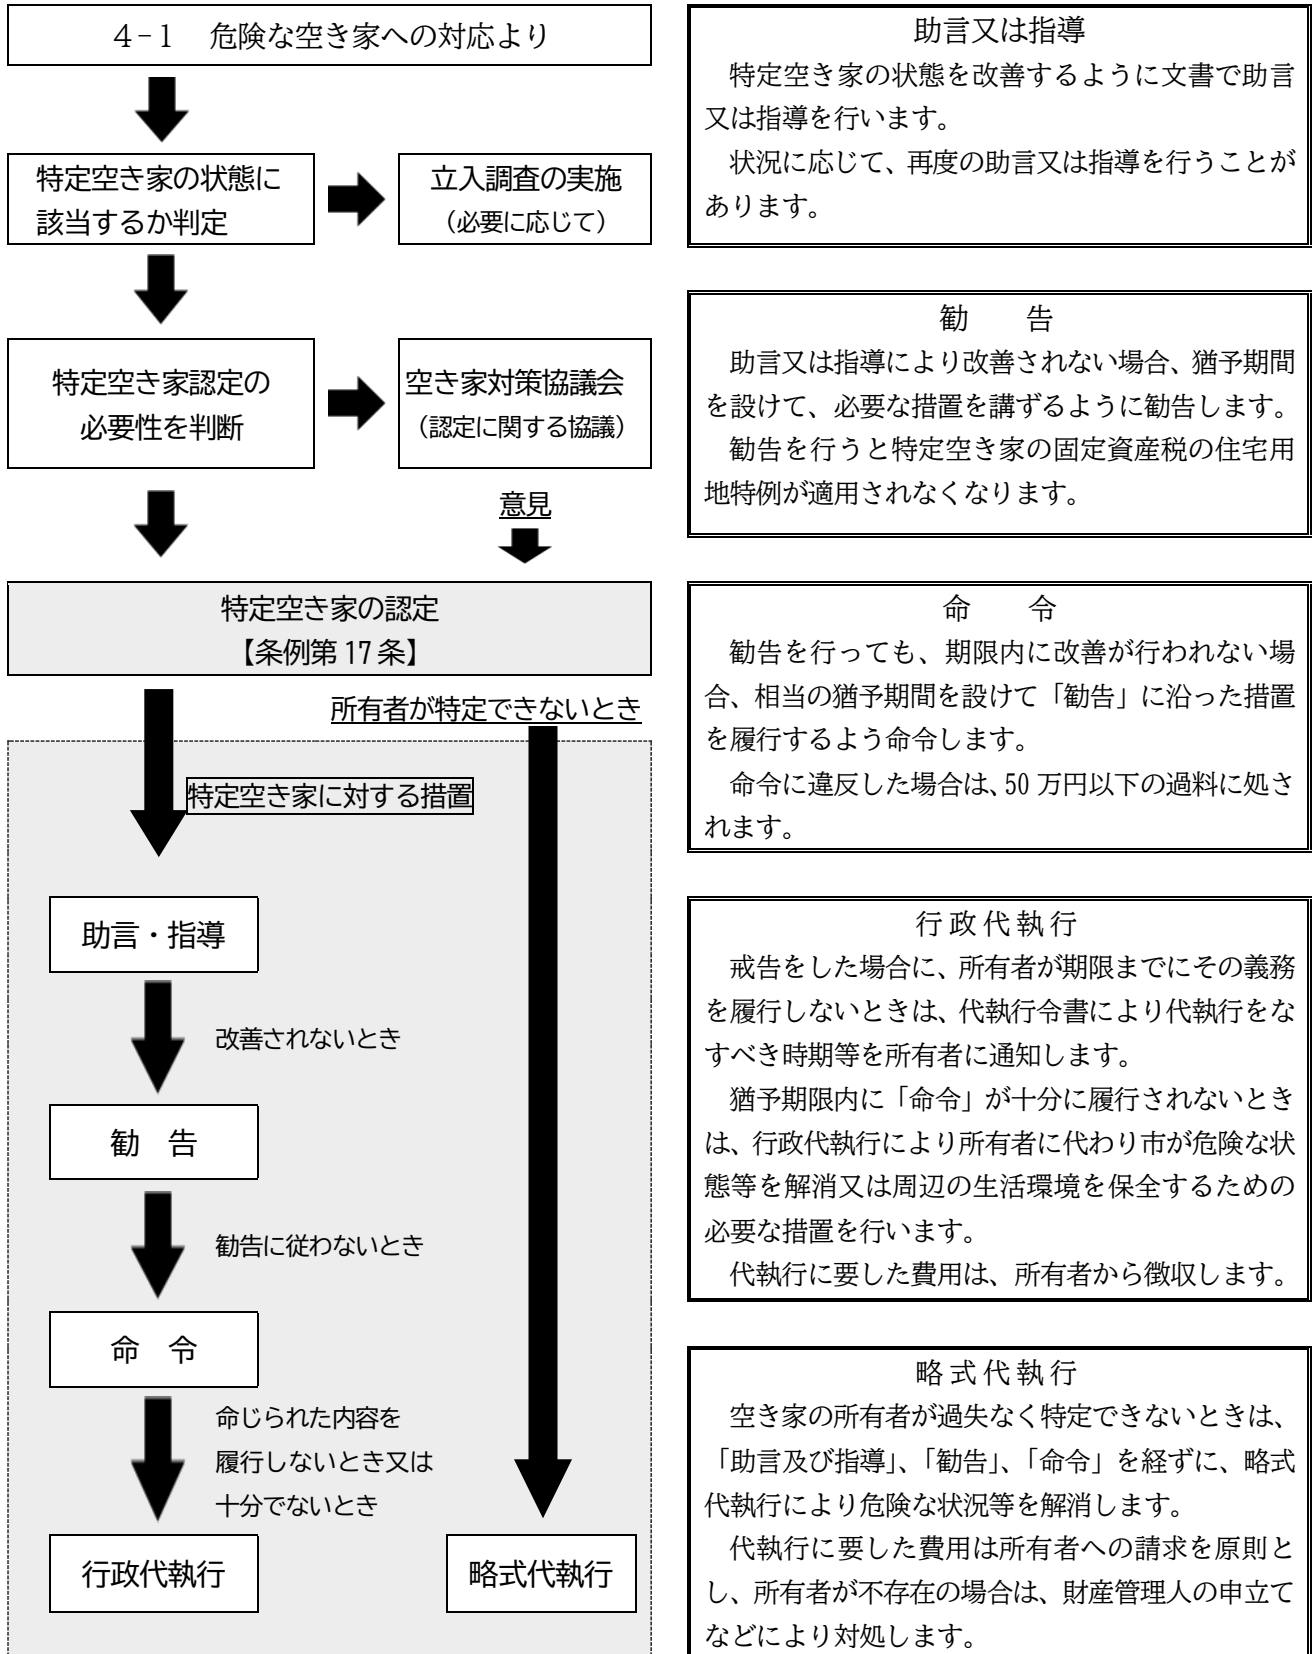 4-1 危険な空き家への対応より
特定空き家の状態に
該当するか判定
立入調査の実施
(必要に応じて)
特定空き家認定の
必要性を判断
空き家対策協議会
(認定に関する協議)
意見
特定空き家の認定
【条例第17条】
所有者が特定できないとき
特定空き家に対する措置
助言・指導
改善されないとき
勧 告
勧告に従わないとき
命 令
命じられた内容を
履行しないとき又は
十分でないとき
行政代執行
略式代執行
助言又は指導
特定空き家の状態を改善するように文書で助言
又は指導を行います。
状況に応じて、再度の助言又は指導を行うことが
あります。
勧 告
助言又は指導により改善されない場合、猶予期間
を設けて、必要な措置を講ずるように勧告します。
勧告を行うと特定空き家の固定資産税の住宅用
地特例が適用されなくなります。
命 令
勧告を行っても、期限内に改善が行われない場
合、相当の猶予期間を設けて「勧告」に沿った措置
を履行するよう命令します。
命令に違反した場合は、50 万円以下の過料に処さ
れます。
行政代執行
戒告をした場合に、所有者が期限までにその義務
を履行しないときは、代執行令書により代執行をな
すべき時期等を所有者に通知します。
猶予期限内に「命令」が十分に履行されないとき
は、行政代執行により所有者に代わり市が危険な状
態等を解消又は周辺の生活環境を保全するための
必要な措置を行います。
代執行に要した費用は、所有者から徴収します。
略式代執行
空き家の所有者が過失なく特定できないときは、
「助言及び指導」、「勧告」、「命令」を経ずに、略式
代執行により危険な状況等を解消します。
代執行に要した費用は所有者への請求を原則と
し、所有者が不存在の場合は、財産管理人の申立て
などにより対処します。